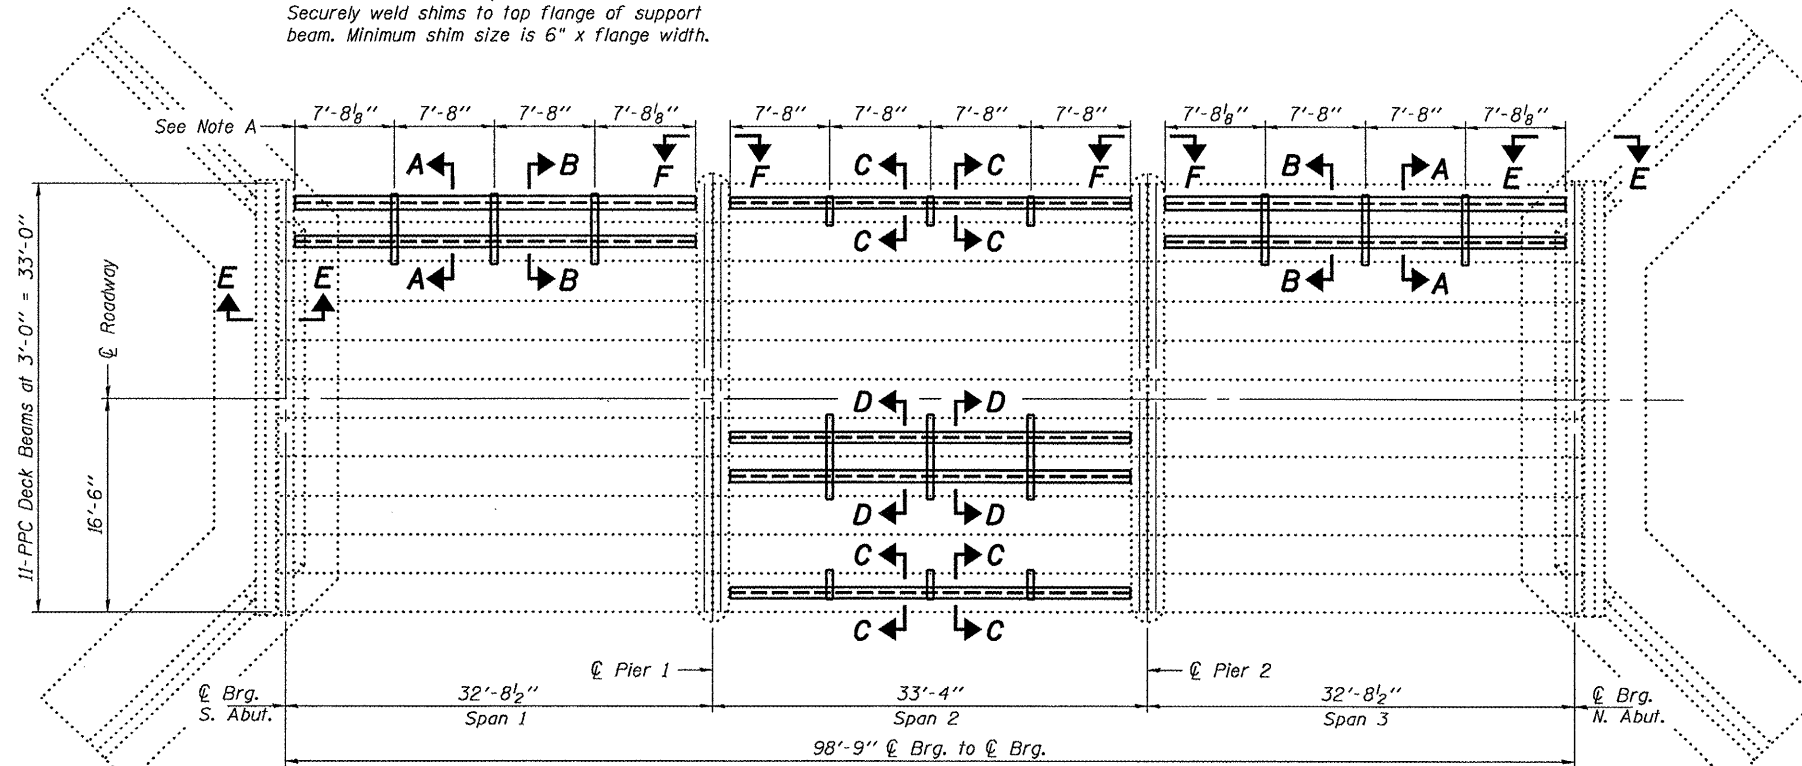 Securely weld shims to top flange of support
beam. Minimum shim size is 6" x flange width.
See Note A
7'-8⅛" 7'-8" 7'-8" 7'-8⅛" 7'-8" 7'-8" 7'-8" 7'-8" 7'-8⅛" 7'-8" 7'-8" 7'-8⅛"
A B F F C C F F B A E E
A B C C B A
E E
11-PPC Deck Beams at 3'-0" = 33'-0"
℄ Roadway
16'-6"
D D
D D
C C
C C
℄ Pier 1 ℄ Pier 2
℄ Brg.
S. Abut.
32'-8½"
Span 1
33'-4"
Span 2
32'-8½"
Span 3
℄ Brg.
N. Abut.
98'-9" ℄ Brg. to ℄ Brg.